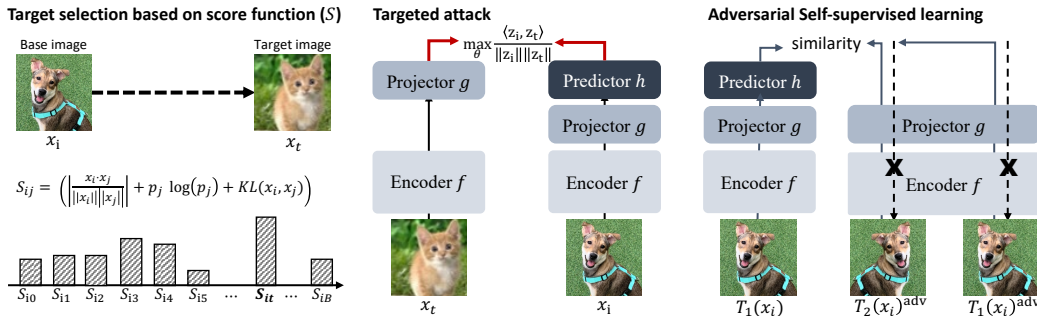 Target selection based on score function (S)
Base image
Target image
x_i
x_t
S_ij = ( | x_i·x_j / ||x_i||||x_j|| | + p_j log(p_j) + KL(x_i, x_j) )
S_i0 S_i1 S_i2 S_i3 S_i4 S_i5 ... S_it ... S_iB
Targeted attack
max_θ ⟨z_i, z_t⟩ / ‖z_i‖‖z_t‖
Projector g
Predictor h
Projector g
Encoder f
Encoder f
x_t
x_i
Adversarial Self-supervised learning
similarity
Predictor h
Projector g
Projector g
Encoder f
X
Encoder f
X
T_1(x_i)
T_2(x_i)^adv
T_1(x_i)^adv